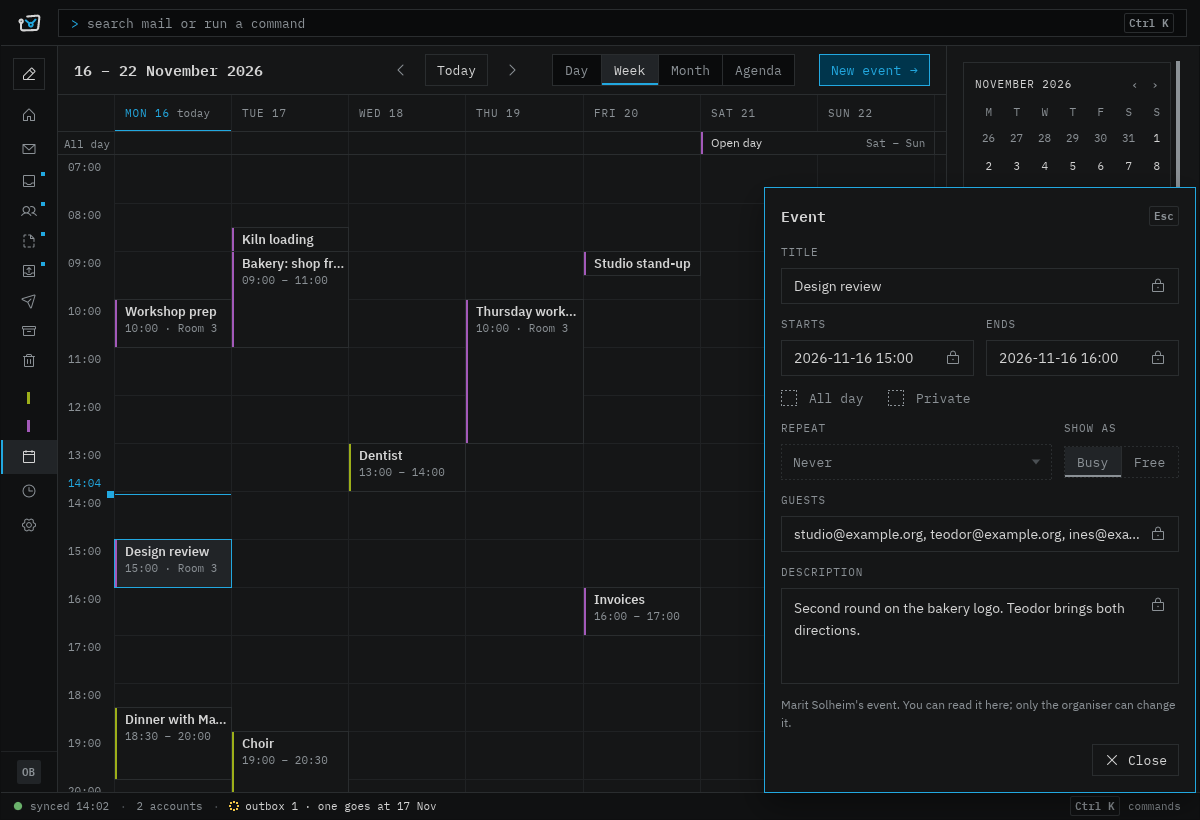 > search mail or run a command Ctrl K
16 – 22 November 2026 Today Day Week Month Agenda New event →
NOVEMBER 2026 ‹ ›
M T W T F S S
26 27 28 29 30 31 1
2 3 4 5 6 7 8
MON 16 today TUE 17 WED 18 THU 19 FRI 20 SAT 21 SUN 22
All day Open day Sat – Sun
07:00
08:00
Kiln loading
09:00 Bakery: shop fr... Studio stand-up
09:00 – 11:00
10:00 Workshop prep Thursday work...
10:00 · Room 3 10:00 · Room 3
11:00
12:00
13:00 Dentist
13:00 – 14:00
14:04
14:00
15:00 Design review
15:00 · Room 3
16:00 Invoices
16:00 – 17:00
17:00
18:00
Dinner with Ma...
18:30 – 20:00
19:00 Choir
19:00 – 20:30
20:00
Event Esc
TITLE
Design review
STARTS ENDS
2026-11-16 15:00 2026-11-16 16:00
All day Private
REPEAT SHOW AS
Never Busy Free
GUESTS
studio@example.org, teodor@example.org, ines@exa...
DESCRIPTION
Second round on the bakery logo. Teodor brings both
directions.
Marit Solheim's event. You can read it here; only the organiser can change
it.
Close
OB
synced 14:02 · 2 accounts · outbox 1 · one goes at 17 Nov Ctrl K commands